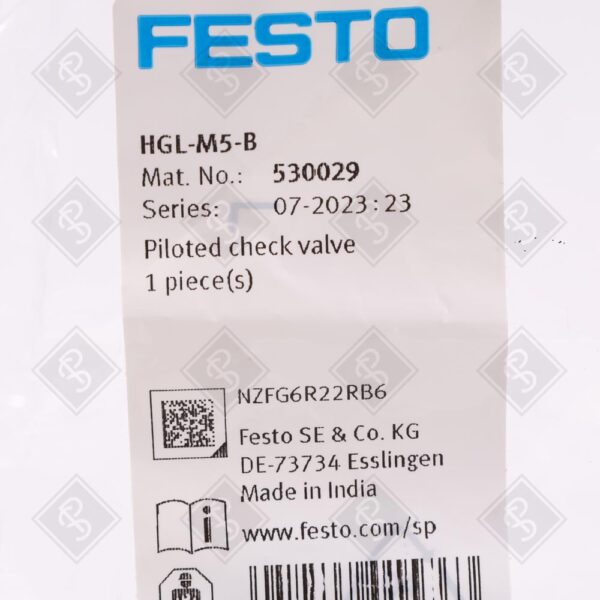 FESTO
HGL-M5-B
Mat. No.: 530029
Series: 07-2023:23
Piloted check valve
1 piece(s)
NZFG6R22RB6
Festo SE & Co. KG
DE-73734 Esslingen
Made in India
www.festo.com/sp